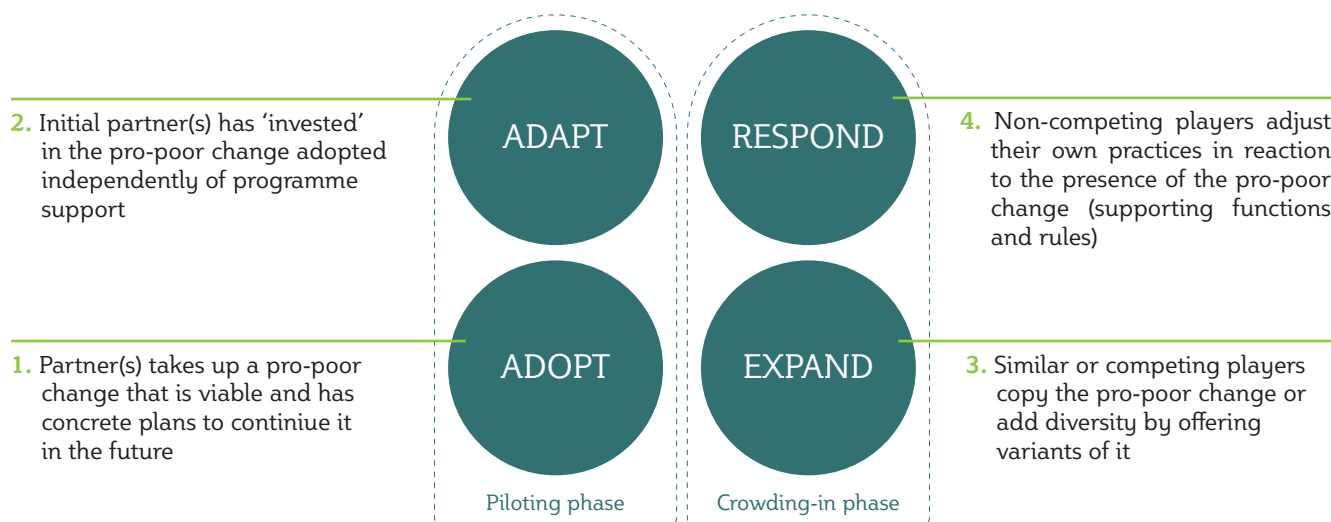 2. Initial partner(s) has ‘invested’
in the pro-poor change adopted
independently of programme
support
ADAPT
RESPOND
4. Non-competing players adjust
their own practices in reaction
to the presence of the pro-poor
change (supporting functions
and rules)
1. Partner(s) takes up a pro-poor
change that is viable and has
concrete plans to continiue it
in the future
ADOPT
EXPAND
3. Similar or competing players
copy the pro-poor change or
add diversity by offering
variants of it
Piloting phase
Crowding-in phase